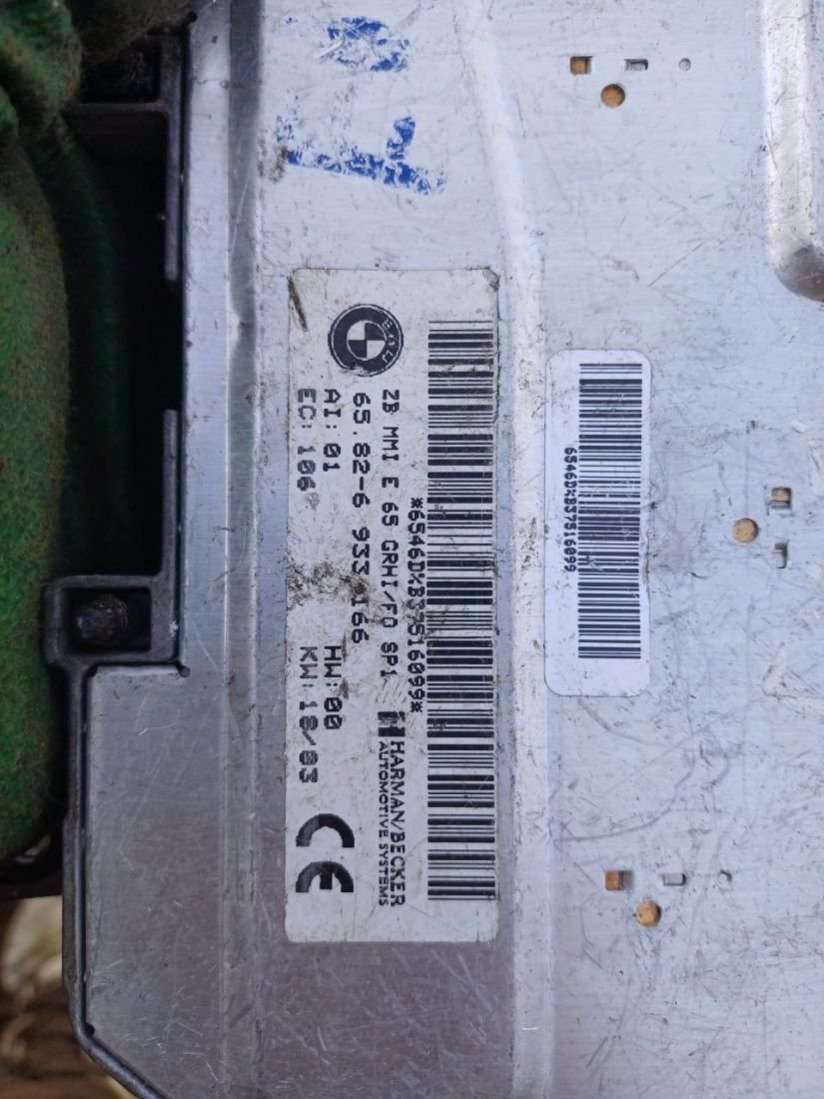 BMW
*6546DXB37516099*
ZB MMI E 65 GRHI/FO SP1
HARMAN/BECKER
AUTOMOTIVE SYSTEMS
65.82-6 933 166
AI: 01
HW: 00
EC: 106
KW: 18/03
CE
6546DXB37516099